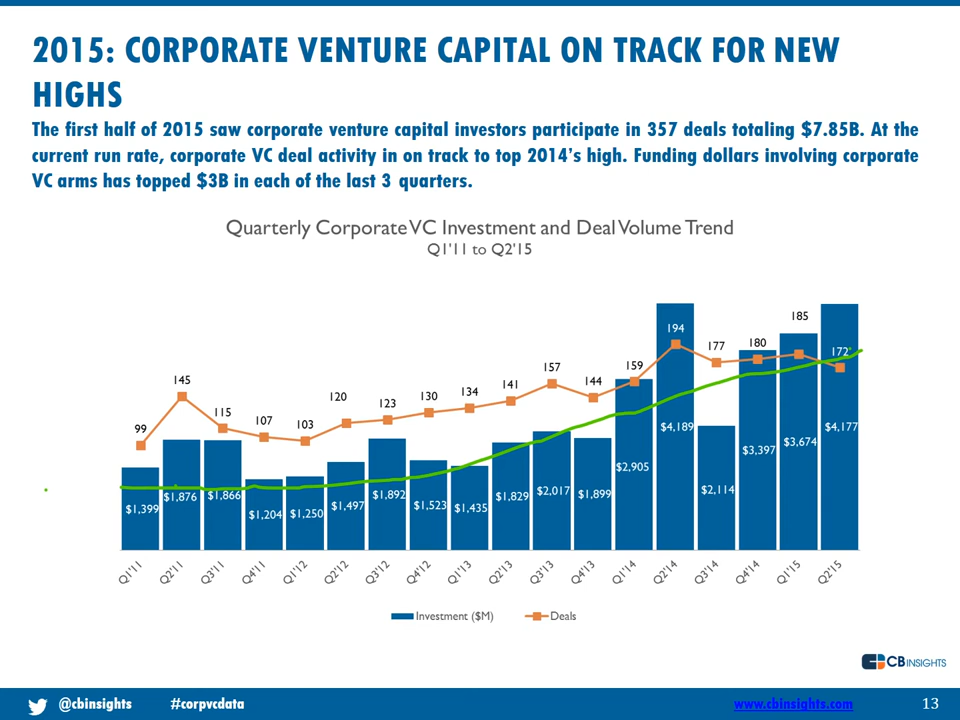 2015: CORPORATE VENTURE CAPITAL ON TRACK FOR NEW
HIGHS
The first half of 2015 saw corporate venture capital investors participate in 357 deals totaling $7.85B. At the
current run rate, corporate VC deal activity in on track to top 2014’s high. Funding dollars involving corporate
VC arms has topped $3B in each of the last 3 quarters.
Quarterly Corporate VC Investment and Deal Volume Trend
Q1'11 to Q2'15
99 145 115 107 103 120 123 130 134 141 157 144 159 194 177 180 185 172
$1,399 $1,876 $1,866 $1,204 $1,250 $1,497 $1,892 $1,523 $1,435 $1,829 $2,017 $1,899 $2,905 $4,189 $2,114 $3,397 $3,674 $4,177
Q1'11 Q2'11 Q3'11 Q4'11 Q1'12 Q2'12 Q3'12 Q4'12 Q1'13 Q2'13 Q3'13 Q4'13 Q1'14 Q2'14 Q3'14 Q4'14 Q1'15 Q2'15
Investment ($M) Deals
CB INSIGHTS
@cbinsights #corpvcdata www.cbinsights.com 13